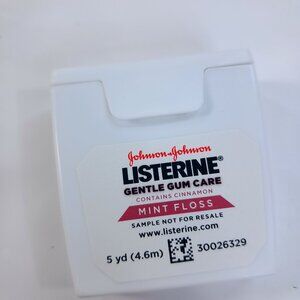 Johnson & Johnson
LISTERINE®
GENTLE GUM CARE
CONTAINS CINNAMON
MINT FLOSS
SAMPLE NOT FOR RESALE
www.listerine.com
5 yd (4.6m) 30026329